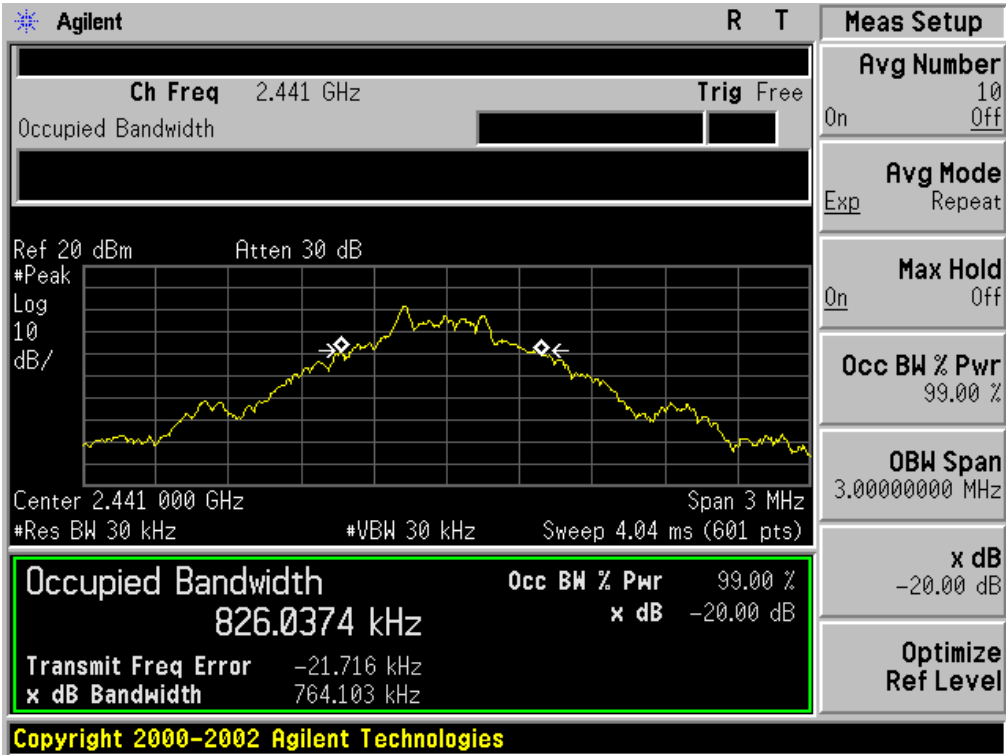 Agilent R T
Ch Freq 2.441 GHz Trig Free
Occupied Bandwidth
Ref 20 dBm Atten 30 dB
#Peak
Log
10
dB/
Center 2.441 000 GHz Span 3 MHz
#Res BW 30 kHz #VBW 30 kHz Sweep 4.04 ms (601 pts)
Occupied Bandwidth Occ BW % Pwr 99.00 %
826.0374 kHz x dB -20.00 dB
Transmit Freq Error -21.716 kHz
x dB Bandwidth 764.103 kHz
Copyright 2000-2002 Agilent Technologies
Meas Setup
Avg Number
10
On Off
Avg Mode
Exp Repeat
Max Hold
On Off
Occ BW % Pwr
99.00 %
OBW Span
3.00000000 MHz
x dB
-20.00 dB
Optimize
Ref Level